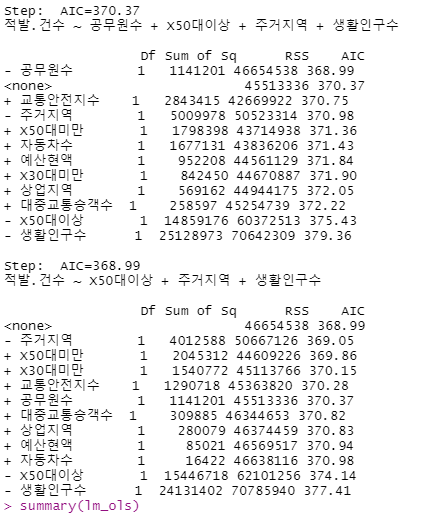 Step:  AIC=370.37
적발.건수 ~ 공무원수 + X50대이상 + 주거지역 + 생활인구수
Df Sum of Sq RSS AIC
- 공무원수 1 1141201 46654538 368.99
<none> 45513336 370.37
+ 교통안전지수 1 2843415 42669922 370.75
- 주거지역 1 5009978 50523314 370.98
+ X50대미만 1 1798398 43714938 371.36
+ 자동차수 1 1677131 43836206 371.43
+ 예산현액 1 952208 44561129 371.84
+ X30대미만 1 842450 44670887 371.90
+ 상업지역 1 569162 44944175 372.05
+ 대중교통승객수 1 258597 45254739 372.22
- X50대이상 1 14859176 60372513 375.43
- 생활인구수 1 25128973 70642309 379.36
Step:  AIC=368.99
적발.건수 ~ X50대이상 + 주거지역 + 생활인구수
Df Sum of Sq RSS AIC
<none> 46654538 368.99
- 주거지역 1 4012588 50667126 369.05
+ X50대미만 1 2045312 44609226 369.86
+ X30대미만 1 1540772 45113766 370.15
+ 교통안전지수 1 1290718 45363820 370.28
+ 공무원수 1 1141201 45513336 370.37
+ 대중교통승객수 1 309885 46344653 370.82
+ 상업지역 1 280079 46374459 370.83
+ 예산현액 1 85021 46569517 370.94
+ 자동차수 1 16422 46638116 370.98
- X50대이상 1 15446718 62101256 374.14
- 생활인구수 1 24131402 70785940 377.41
> summary(lm_ols)